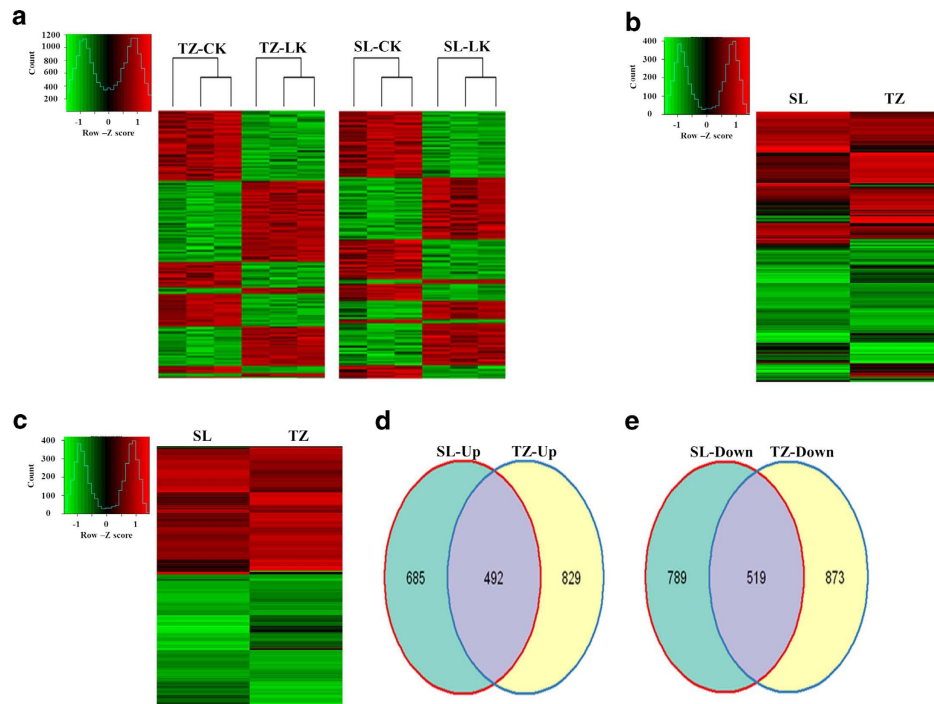 a
TZ-CK TZ-LK SL-CK SL-LK
Count
1200
1000
800
600
400
200
-1 0 1
Row –Z score
b
SL TZ
Count
400
300
200
100
0
-1 0 1
Row –Z score
c
SL TZ
Count
400
300
200
100
0
-1 0 1
Row –Z score
d
SL-Up TZ-Up
685 492 829
e
SL-Down TZ-Down
789 519 873